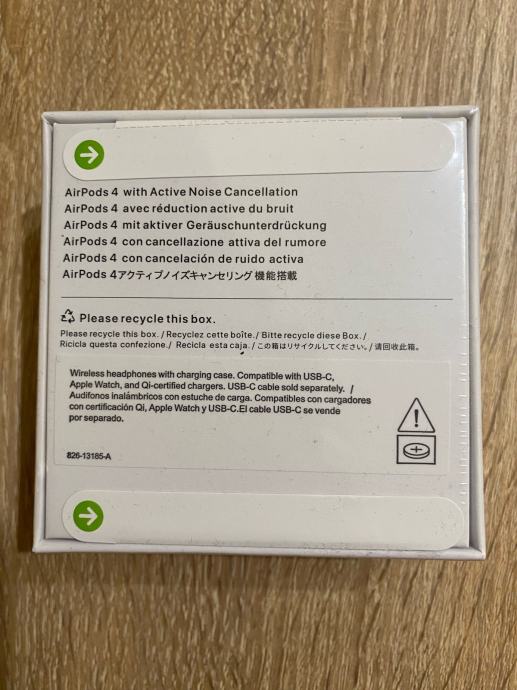 AirPods 4 with Active Noise Cancellation
AirPods 4 avec réduction active du bruit
AirPods 4 mit aktiver Geräuschunterdrückung
AirPods 4 con cancellazione attiva del rumore
AirPods 4 con cancelación de ruido activa
AirPods 4アクティブノイズキャンセリング機能搭載
Please recycle this box.
Please recycle this box. / Recyclez cette boîte. / Bitte recycle diese Box. /
Ricicla questa confezione. / Recicla esta caja. / この箱はリサイクルしてください。/ 请回收此箱。
Wireless headphones with charging case. Compatible with USB-C,
Apple Watch, and Qi-certified chargers. USB-C cable sold separately. /
Audífonos inalámbricos con estuche de carga. Compatibles con cargadores
con certificación Qi, Apple Watch y USB-C.El cable USB-C se vende
por separado.
826-13185-A